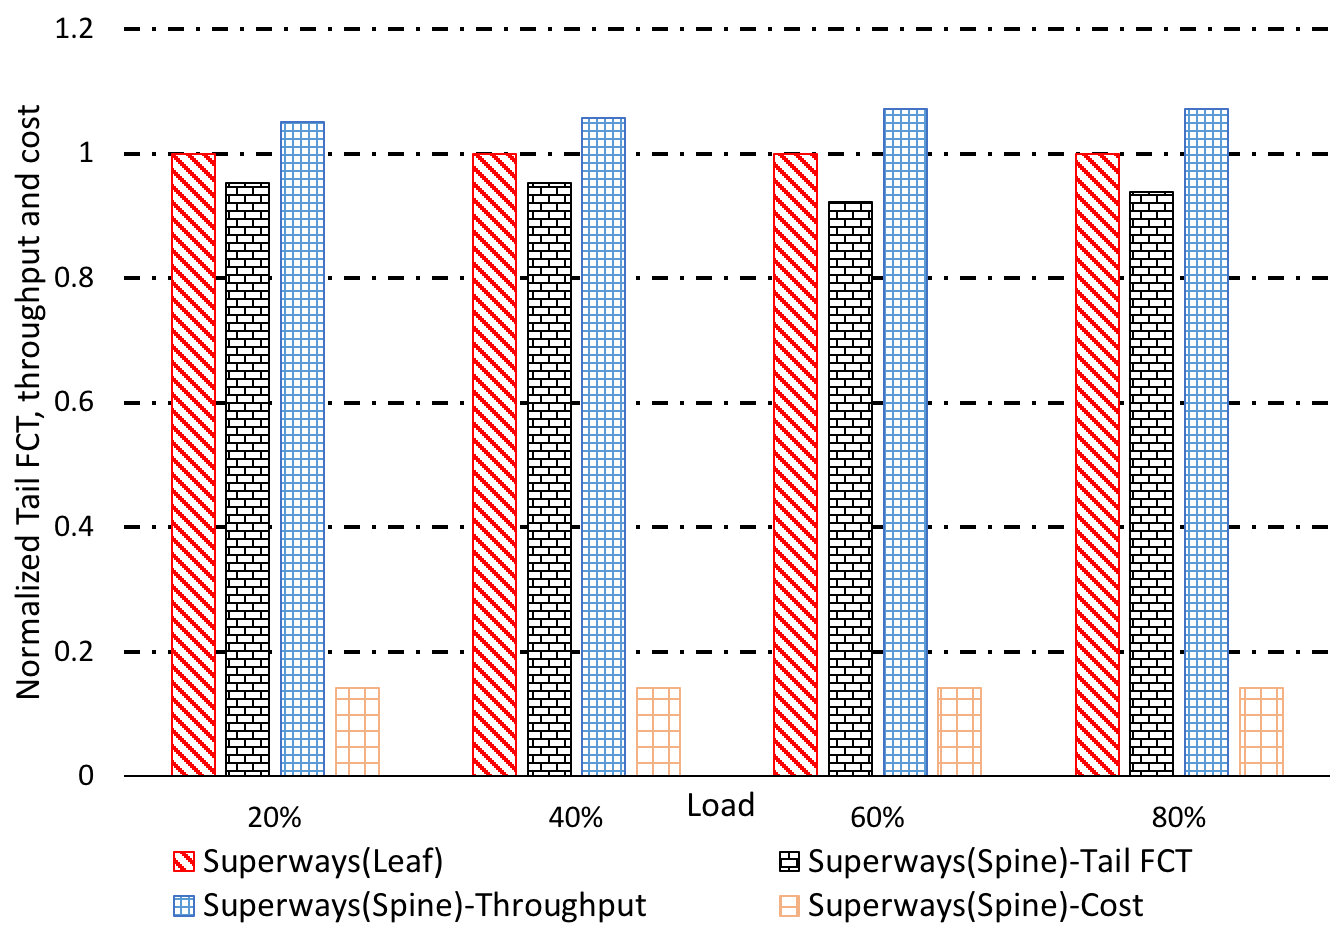 Normalized Tail FCT, throughput and cost
1.2
1
0.8
0.6
0.4
0.2
0
20%
40%
60%
80%
Load
Superways(Leaf)
Superways(Spine)-Tail FCT
Superways(Spine)-Throughput
Superways(Spine)-Cost